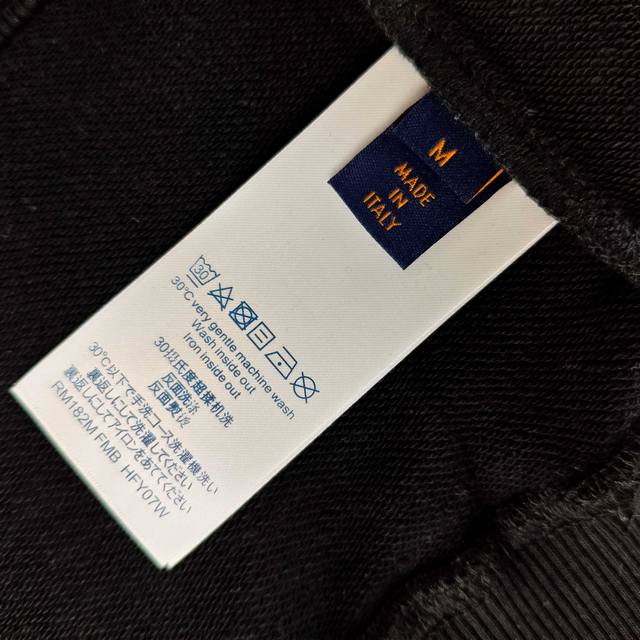 M
MADE
IN
ITALY
30
30°C very gentle machine wash
Wash inside out
Iron inside out
30度以下轻柔机洗
反面洗涤
反面熨烫
30℃以下で手洗コース洗濯機洗い
裏返しにして洗濯してください
裏返しにしてアイロンをあててください
RM182M FMB HFY07W